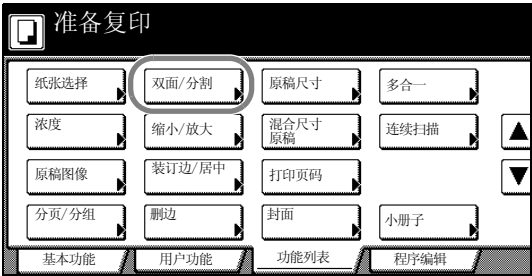 准备复印
纸张选择
双面/分割
原稿尺寸
多合一
浓度
缩小/放大
混合尺寸
原稿
连续扫描
原稿图像
装订边/居中
打印页码
分页/分组
删边
封面
小册子
基本功能
用户功能
功能列表
程序编辑